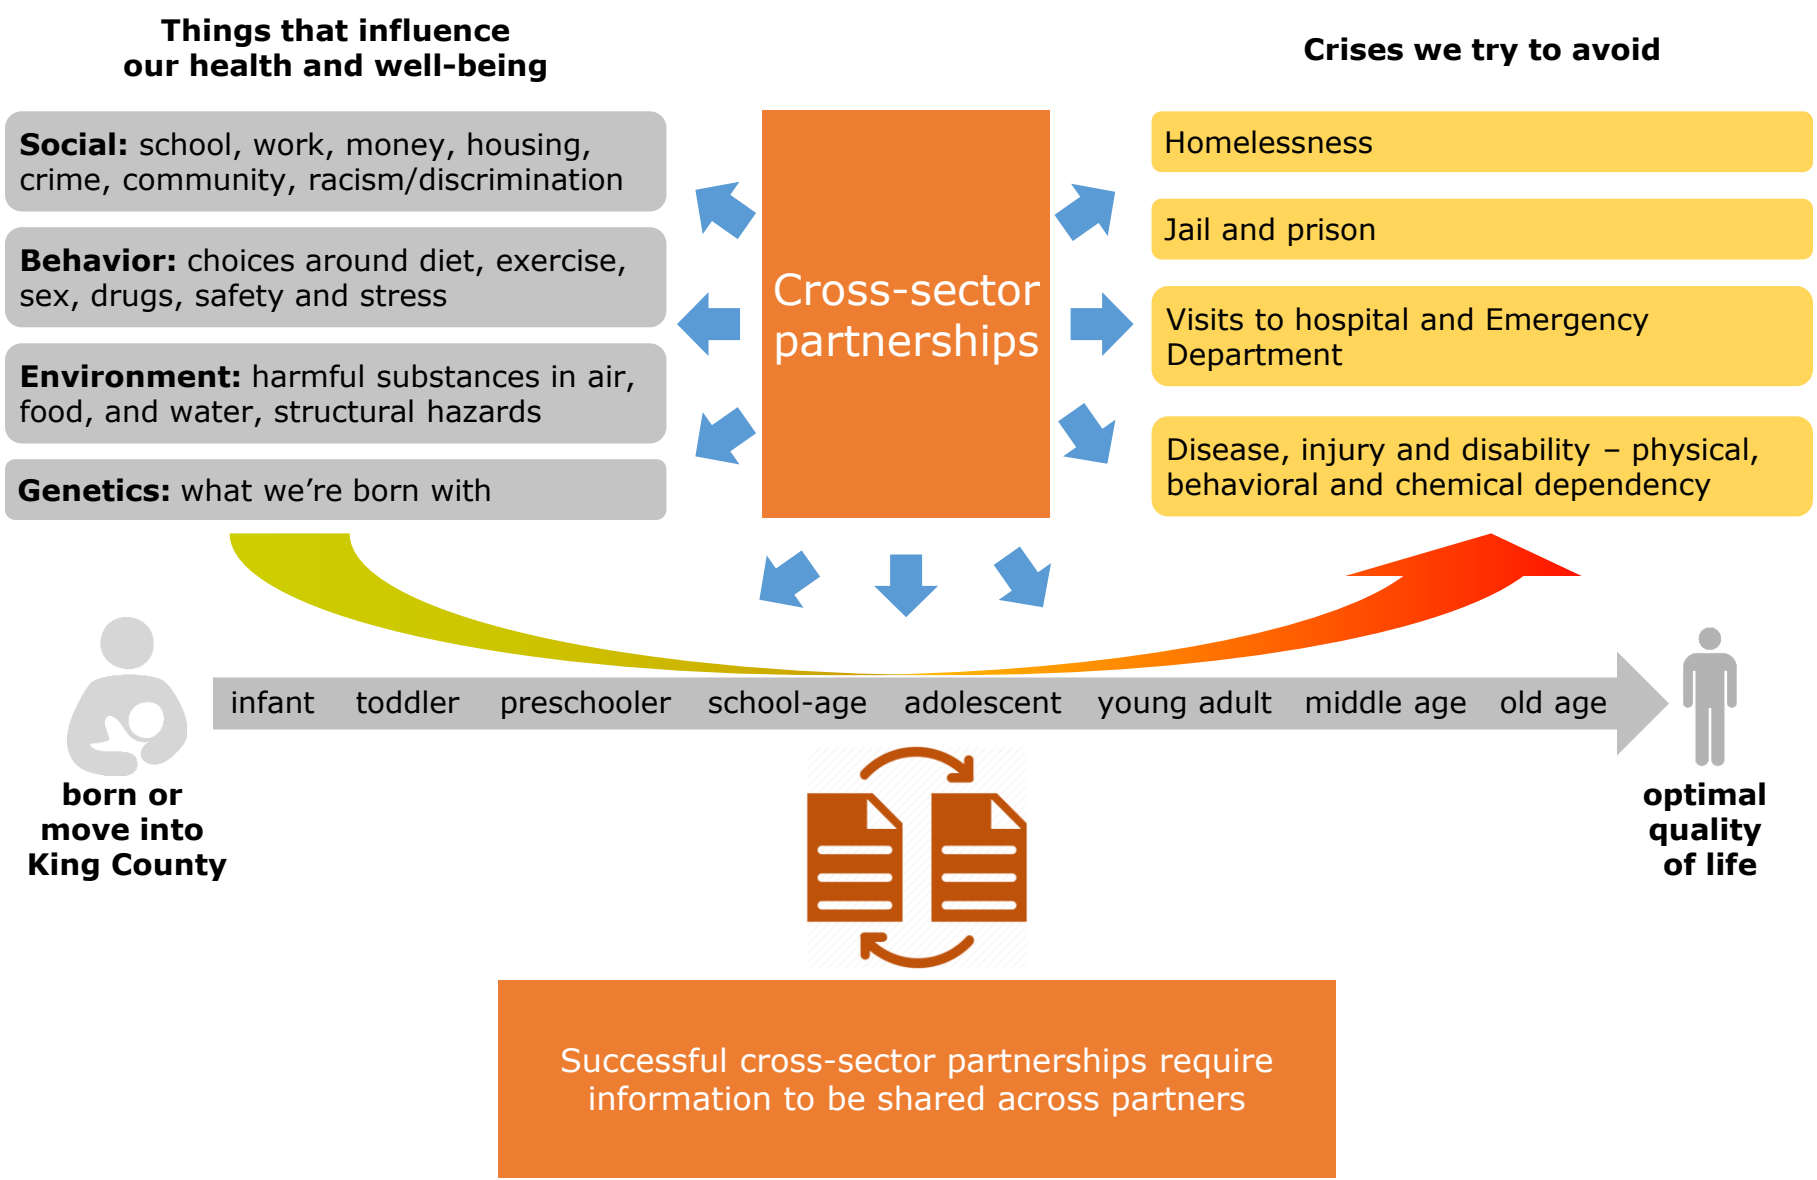 Things that influence
our health and well-being
Social: school, work, money, housing,
crime, community, racism/discrimination
Behavior: choices around diet, exercise,
sex, drugs, safety and stress
Environment: harmful substances in air,
food, and water, structural hazards
Genetics: what we’re born with
Cross-sector
partnerships
Crises we try to avoid
Homelessness
Jail and prison
Visits to hospital and Emergency
Department
Disease, injury and disability – physical,
behavioral and chemical dependency
infant toddler preschooler school-age adolescent young adult middle age old age
born or
move into
King County
optimal
quality
of life
Successful cross-sector partnerships require
information to be shared across partners